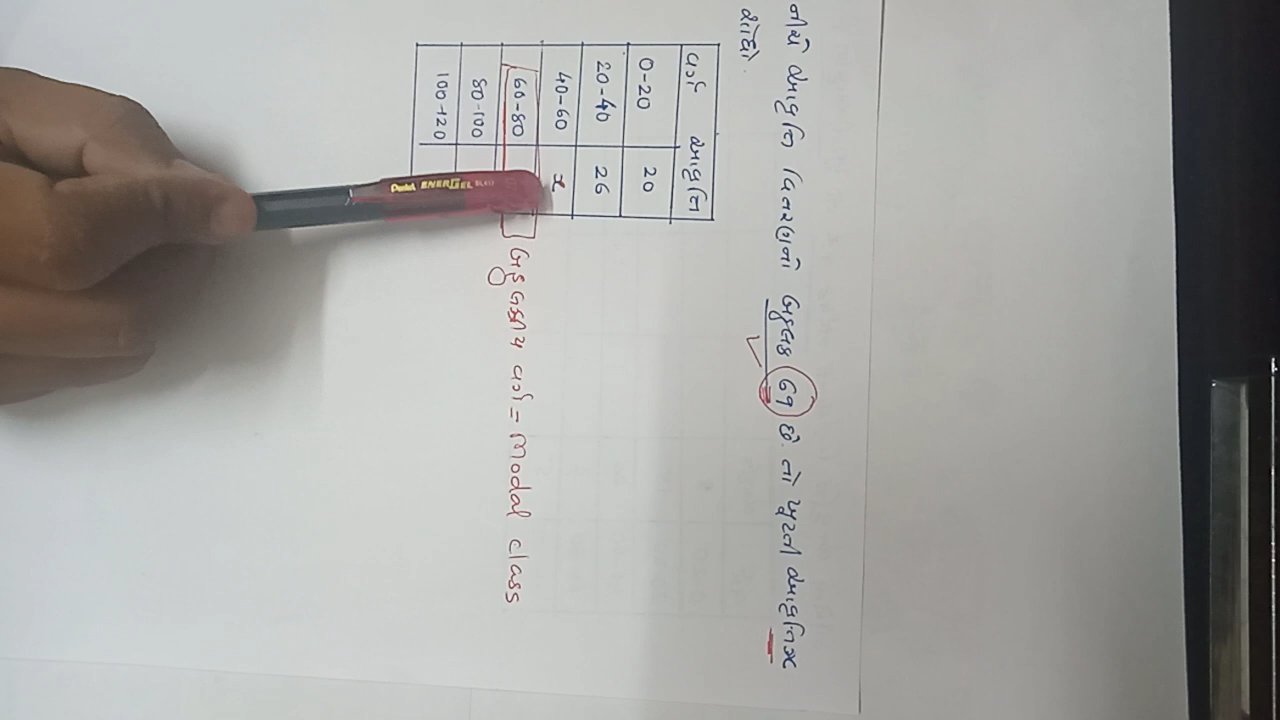 નીચે આવૃત્તિ વિતરણનો બહુલક 67 છે. તો ખૂટતી આવૃત્તિ x
શોધો.
વર્ગ આવૃત્તિ
0-20 20
20-40 26
40-60 x
60-80
80-100
100-120
બહુલકીય વર્ગ = Modal class
Pentel ENERGEL BL417